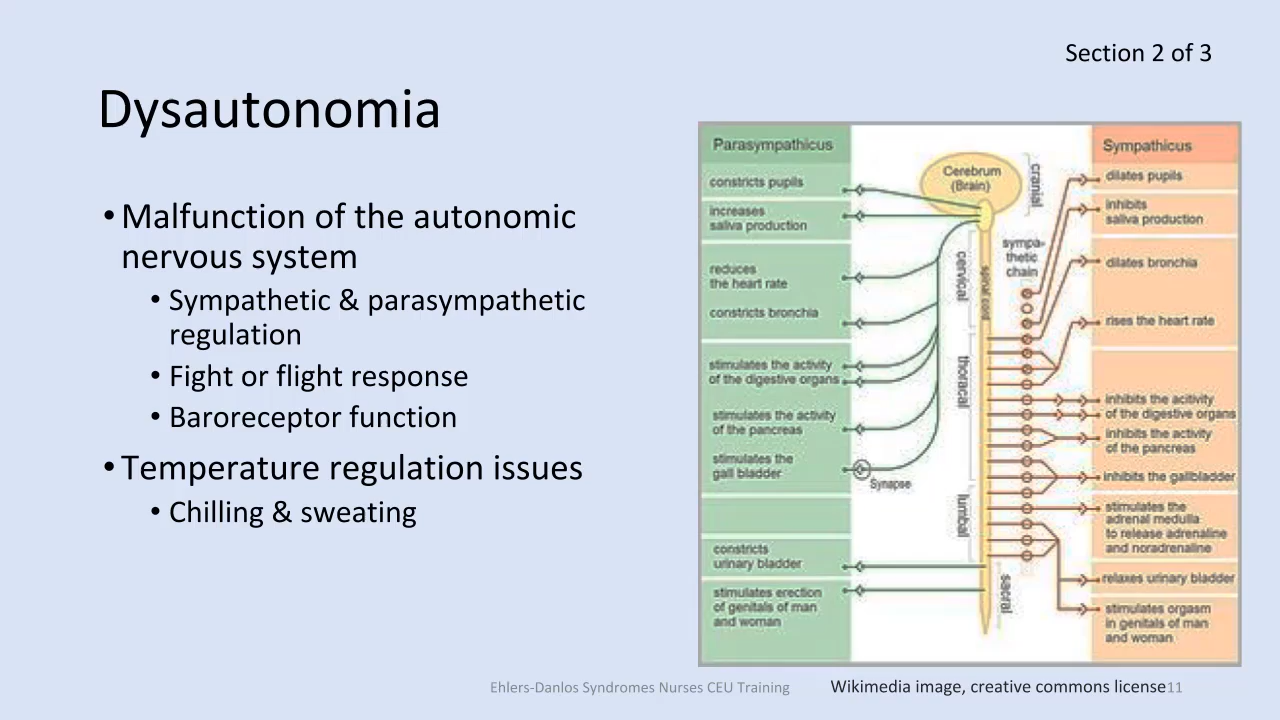 Section 2 of 3
Dysautonomia
• Malfunction of the autonomic
nervous system
• Sympathetic & parasympathetic
regulation
• Fight or flight response
• Baroreceptor function
• Temperature regulation issues
• Chilling & sweating
Parasympathicus
constricts pupils
increases
saliva production
reduces
the heart rate
constricts bronchia
stimulates the activity
of the digestive organs
stimulates the activity
of the pancreas
stimulates the
gall bladder
constricts
urinary bladder
stimulates erection
of genitals of man
and woman
Cerebrum
(Brain)
cranial
sympa-
thetic
chain
cervical
spinal cord
thoracal
Synapse
lumbal
sacral
Sympathicus
dilates pupils
inhibits
saliva production
dilates bronchia
rises the heart rate
inhibits the acitivity
of the digestive organs
inhibits the activity
of the pancreas
inhibits the gallbladder
stimulates the
adrenal medulla
to release adrenaline
and noradrenaline
relaxes urinary bladder
stimulates orgasm
in genitals of man
and woman
Ehlers-Danlos Syndromes Nurses CEU Training
Wikimedia image, creative commons license
11